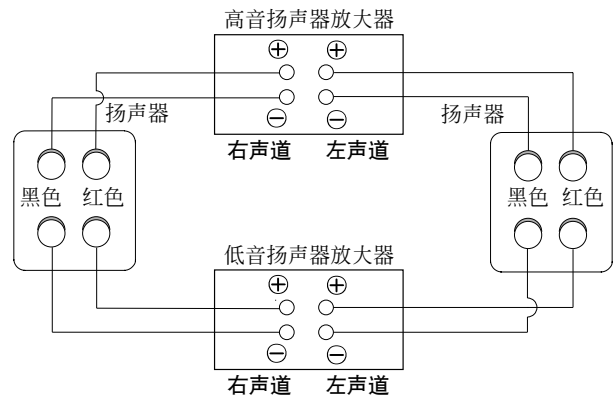 高音扬声器放大器
+ +
扬声器 扬声器
− −
右声道 左声道
黑色 红色 黑色 红色
低音扬声器放大器
+ +
− −
右声道 左声道